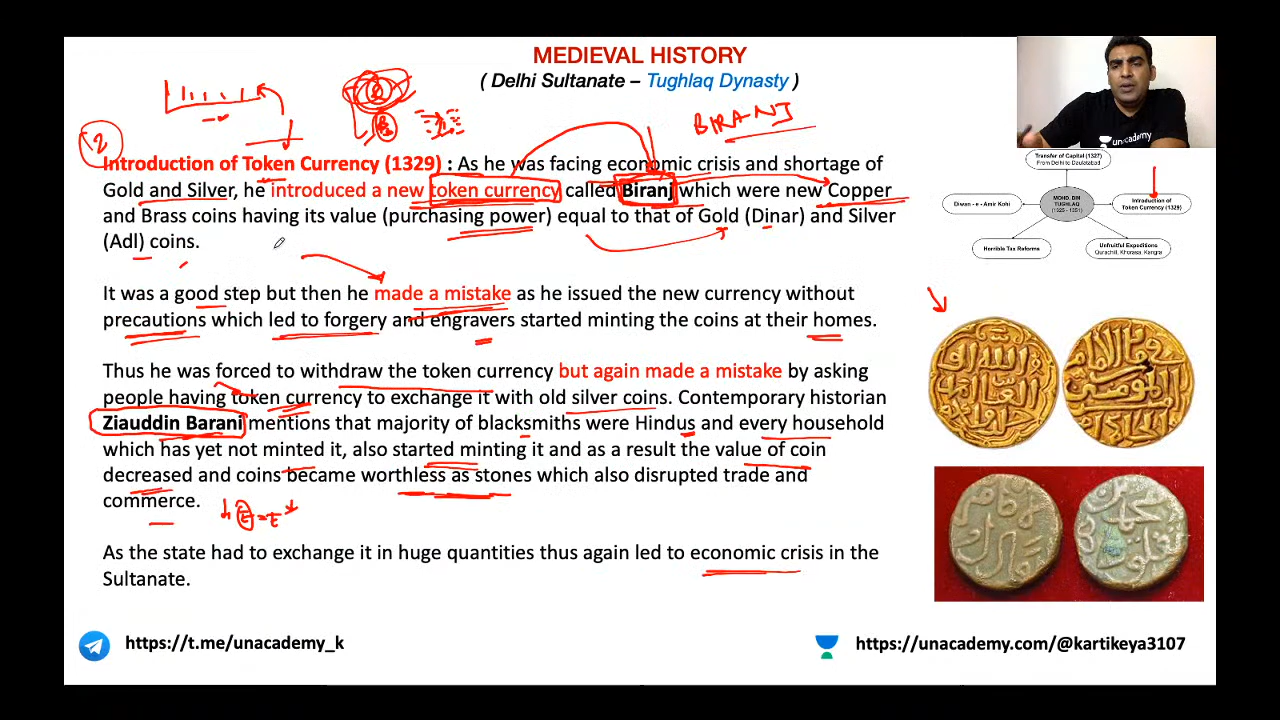 MEDIEVAL HISTORY
( Delhi Sultanate – Tughlaq Dynasty )
BIRANJ
2
Introduction of Token Currency (1329) : As he was facing economic crisis and shortage of
Gold and Silver, he introduced a new token currency called Biranj which were new Copper
and Brass coins having its value (purchasing power) equal to that of Gold (Dinar) and Silver
(Adl) coins.
It was a good step but then he made a mistake as he issued the new currency without
precautions which led to forgery and engravers started minting the coins at their homes.
Thus he was forced to withdraw the token currency but again made a mistake by asking
people having token currency to exchange it with old silver coins. Contemporary historian
Ziauddin Barani mentions that majority of blacksmiths were Hindus and every household
which has yet not minted it, also started minting it and as a result the value of coin
decreased and coins became worthless as stones which also disrupted trade and
commerce.
As the state had to exchange it in huge quantities thus again led to economic crisis in the
Sultanate.
unacademy
Transfer of Capital (1327)
From Delhi to Daulatabad
Diwan - e - Amir Kohi
MOHD. BIN
TUGHLAQ
(1325 - 1351)
Introduction of
Token Currency (1329)
Horrible Tax Reforms
Unfruitful Expeditions
Qurachill, Khorasa, Kangra
https://t.me/unacademy_k
https://unacademy.com/@kartikeya3107